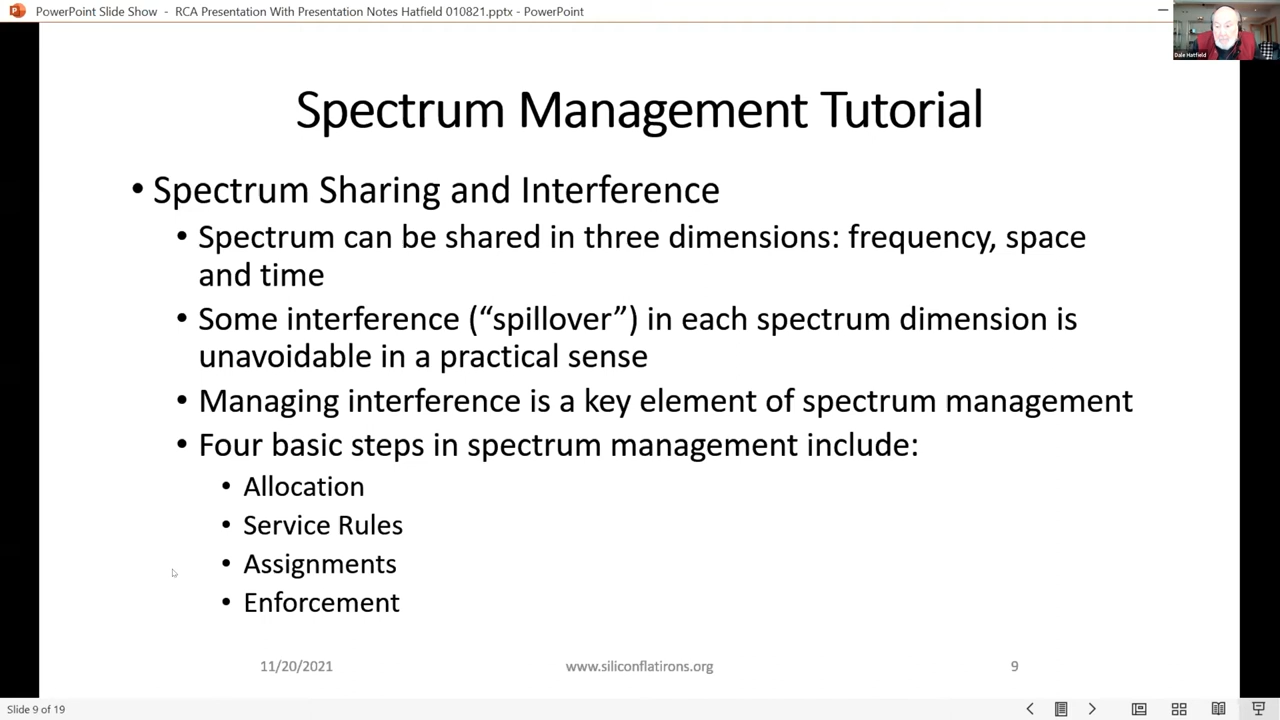 PowerPoint Slide Show - RCA Presentation With Presentation Notes Hatfield 010821.pptx - PowerPoint
Dale Hatfield
Spectrum Management Tutorial
• Spectrum Sharing and Interference
• Spectrum can be shared in three dimensions: frequency, space
and time
• Some interference (“spillover”) in each spectrum dimension is
unavoidable in a practical sense
• Managing interference is a key element of spectrum management
• Four basic steps in spectrum management include:
• Allocation
• Service Rules
• Assignments
• Enforcement
11/20/2021 www.siliconflatirons.org 9
Slide 9 of 19